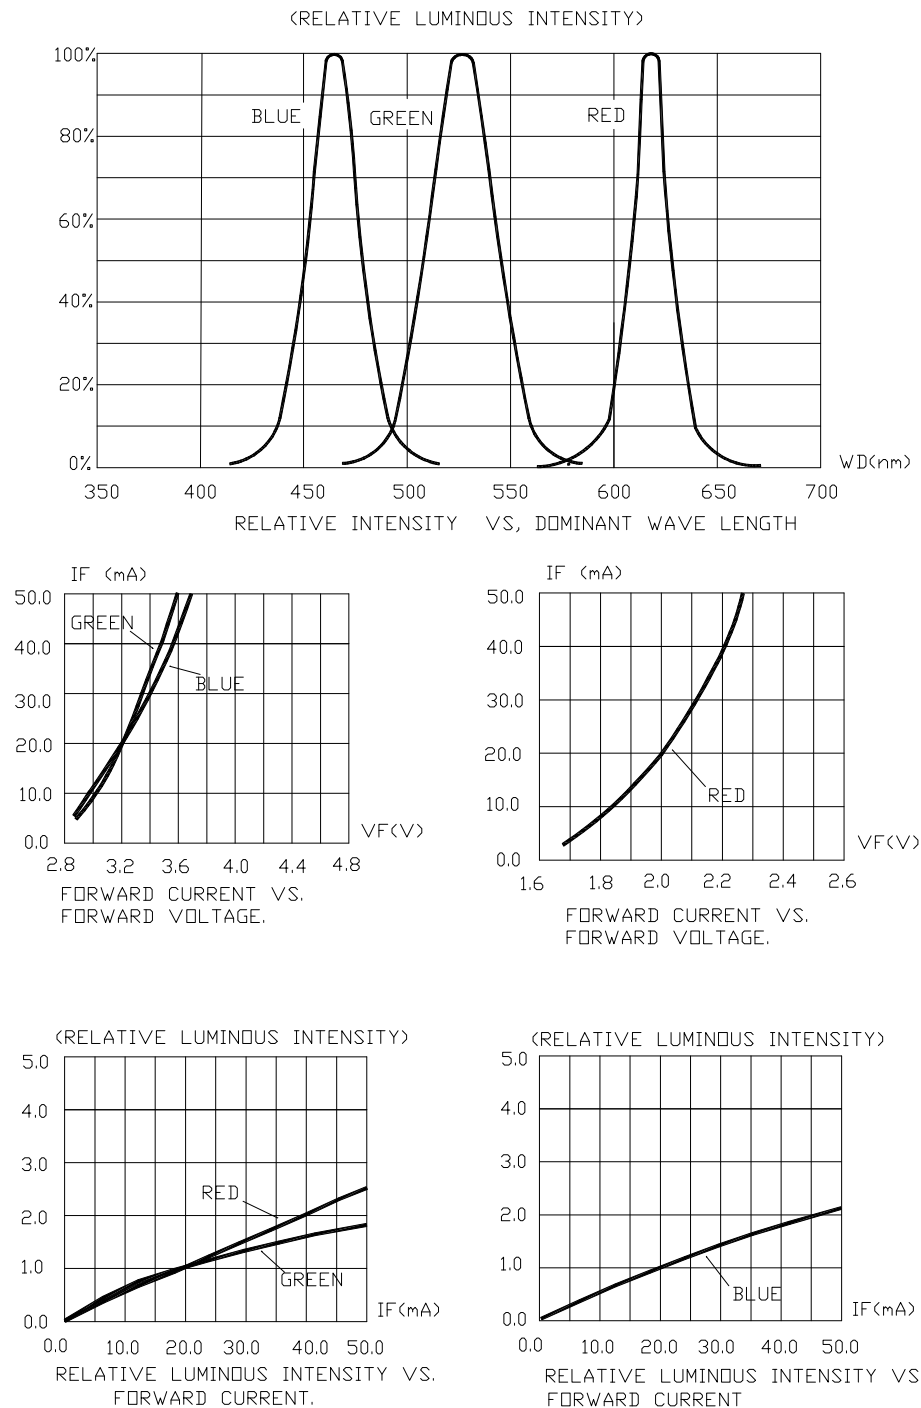 (RELATIVE LUMINOUS INTENSITY)
100%
BLUE
GREEN
RED
80%
60%
40%
20%
0%
WD(nm)
350 400 450 500 550 600 650 700
RELATIVE INTENSITY VS, DOMINANT WAVE LENGTH
IF (mA)
50.0
GREEN
40.0
BLUE
30.0
20.0
10.0
0.0
VF(V)
2.8 3.2 3.6 4.0 4.4 4.8
FORWARD CURRENT VS.
FORWARD VOLTAGE.
IF (mA)
50.0
40.0
30.0
20.0
RED
10.0
0.0
VF(V)
1.6 1.8 2.0 2.2 2.4 2.6
FORWARD CURRENT VS.
FORWARD VOLTAGE.
(RELATIVE LUMINOUS INTENSITY)
5.0
4.0
3.0
RED
2.0
1.0
GREEN
0.0
IF(mA)
0.0 10.0 20.0 30.0 40.0 50.0
RELATIVE LUMINOUS INTENSITY VS.
FORWARD CURRENT.
(RELATIVE LUMINOUS INTENSITY)
5.0
4.0
3.0
2.0
1.0
BLUE
0.0
IF(mA)
0.0 10.0 20.0 30.0 40.0 50.0
RELATIVE LUMINOUS INTENSITY VS
FORWARD CURRENT